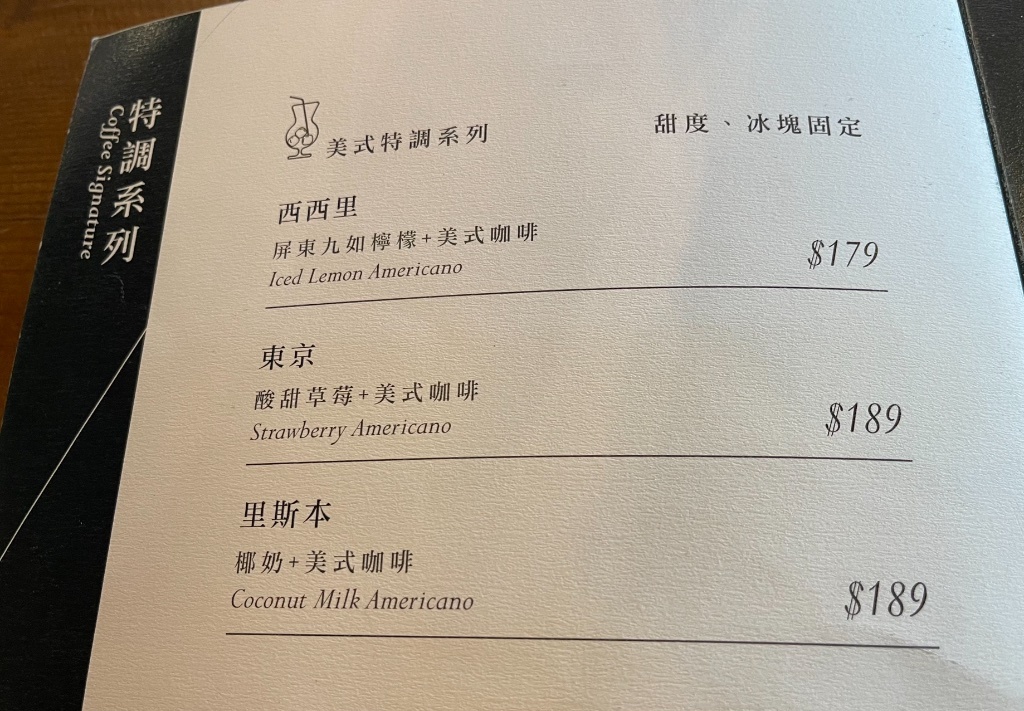 特調系列
Coffee Signature
美式特調系列
甜度、冰塊固定
西西里
屏東九如檸檬+美式咖啡
Iced Lemon Americano
$179
東京
酸甜草莓+美式咖啡
Strawberry Americano
$189
里斯本
椰奶+美式咖啡
Coconut Milk Americano
$189